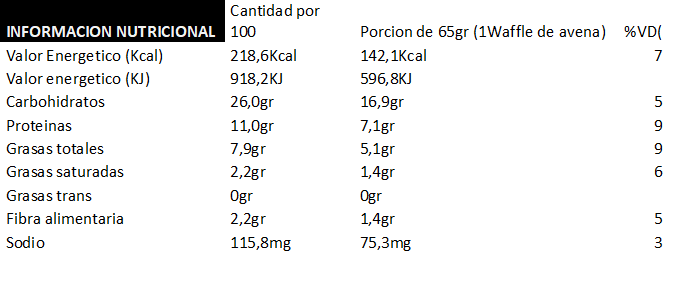 Cantidad por
INFORMACION NUTRICIONAL 100 Porcion de 65gr (1Waffle de avena) %VD(
Valor Energetico (Kcal) 218,6Kcal 142,1Kcal 7
Valor energetico (KJ) 918,2KJ 596,8KJ
Carbohidratos 26,0gr 16,9gr 5
Proteinas 11,0gr 7,1gr 9
Grasas totales 7,9gr 5,1gr 9
Grasas saturadas 2,2gr 1,4gr 6
Grasas trans 0gr 0gr
Fibra alimentaria 2,2gr 1,4gr 5
Sodio 115,8mg 75,3mg 3